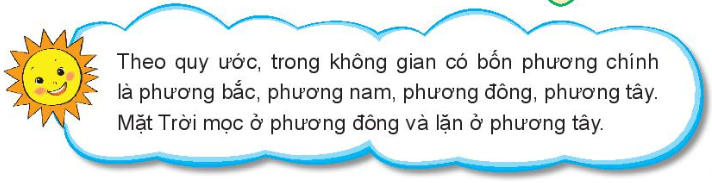 Theo quy ước, trong không gian có bốn phương chính
là phương bắc, phương nam, phương đông, phương tây.
Mặt Trời mọc ở phương đông và lặn ở phương tây.